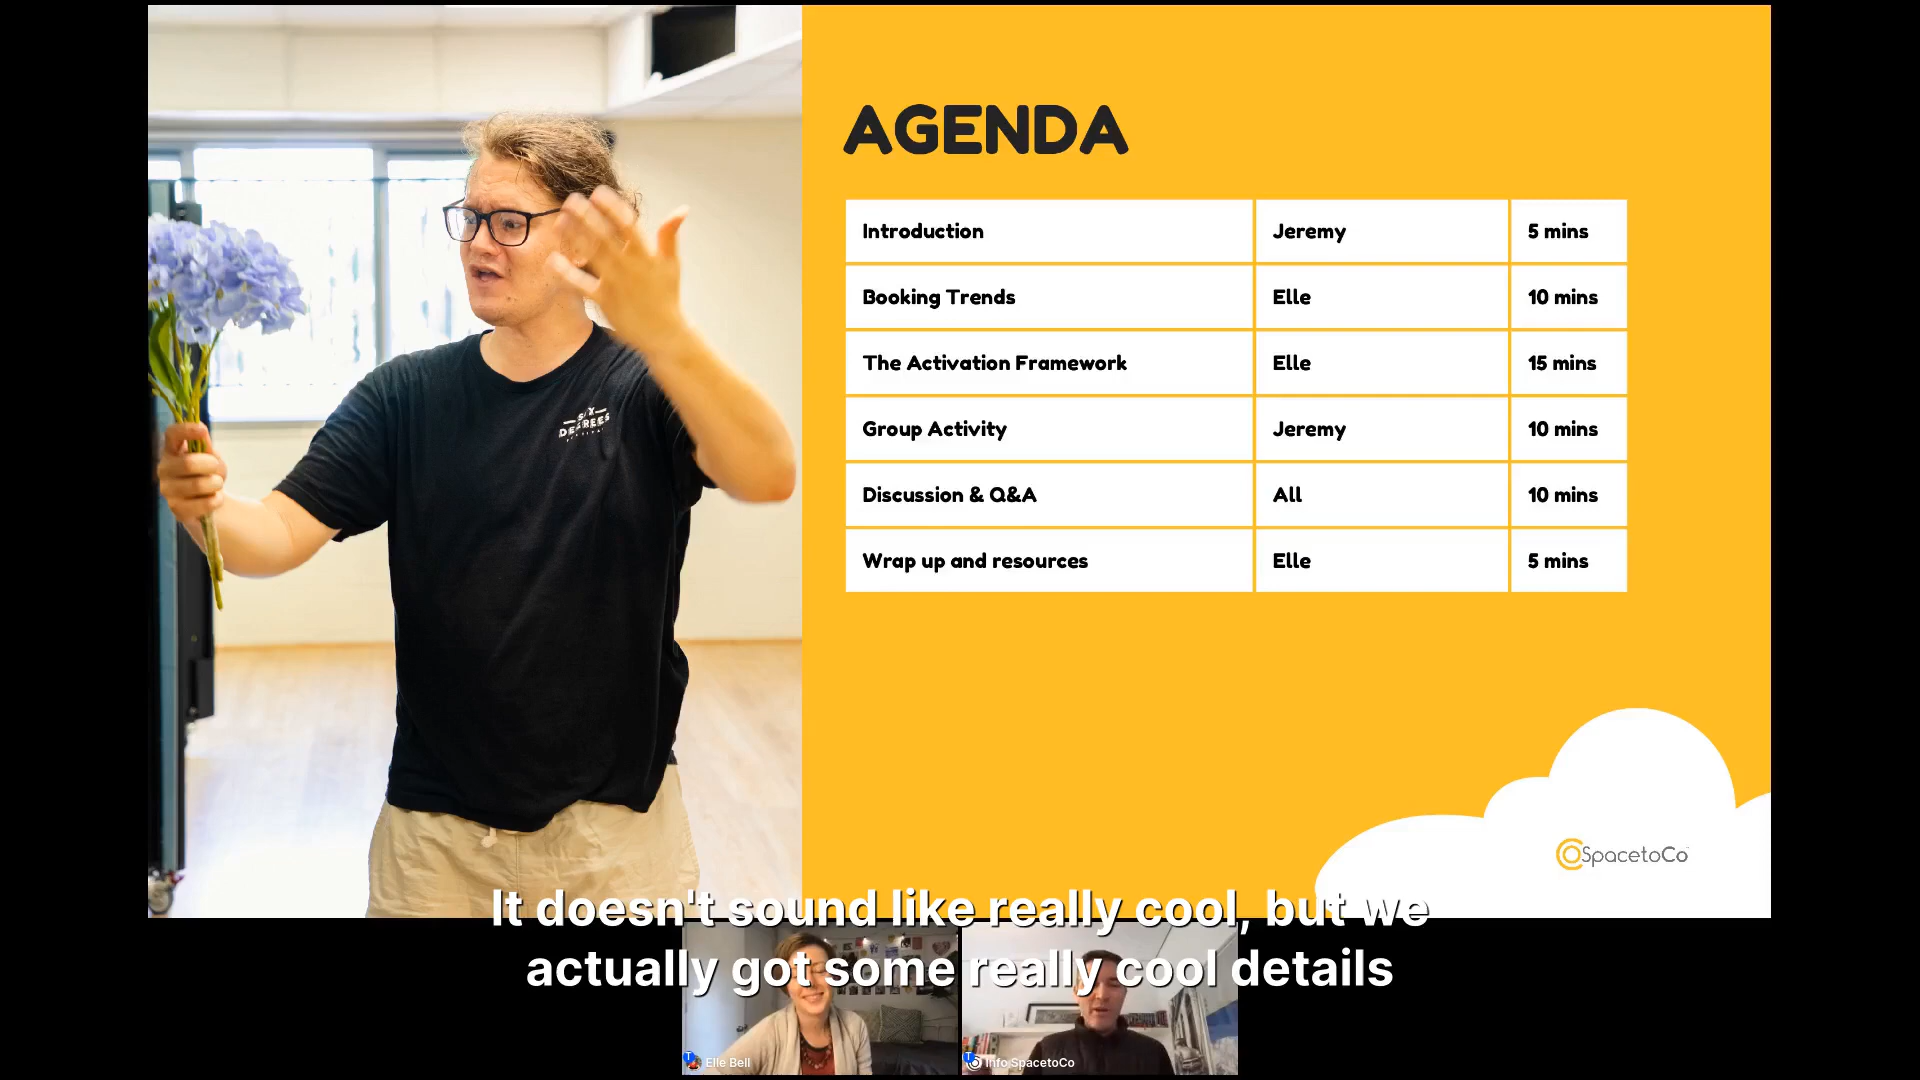 AGENDA
Introduction Jeremy 5 mins
Booking Trends Elle 10 mins
The Activation Framework Elle 15 mins
Group Activity Jeremy 10 mins
Discussion & Q&A All 10 mins
Wrap up and resources Elle 5 mins
SIX
DEGREES
SpacetoCo
It doesn't sound like really cool, but we
actually got some really cool details
Elle Bell
Info SpacetoCo